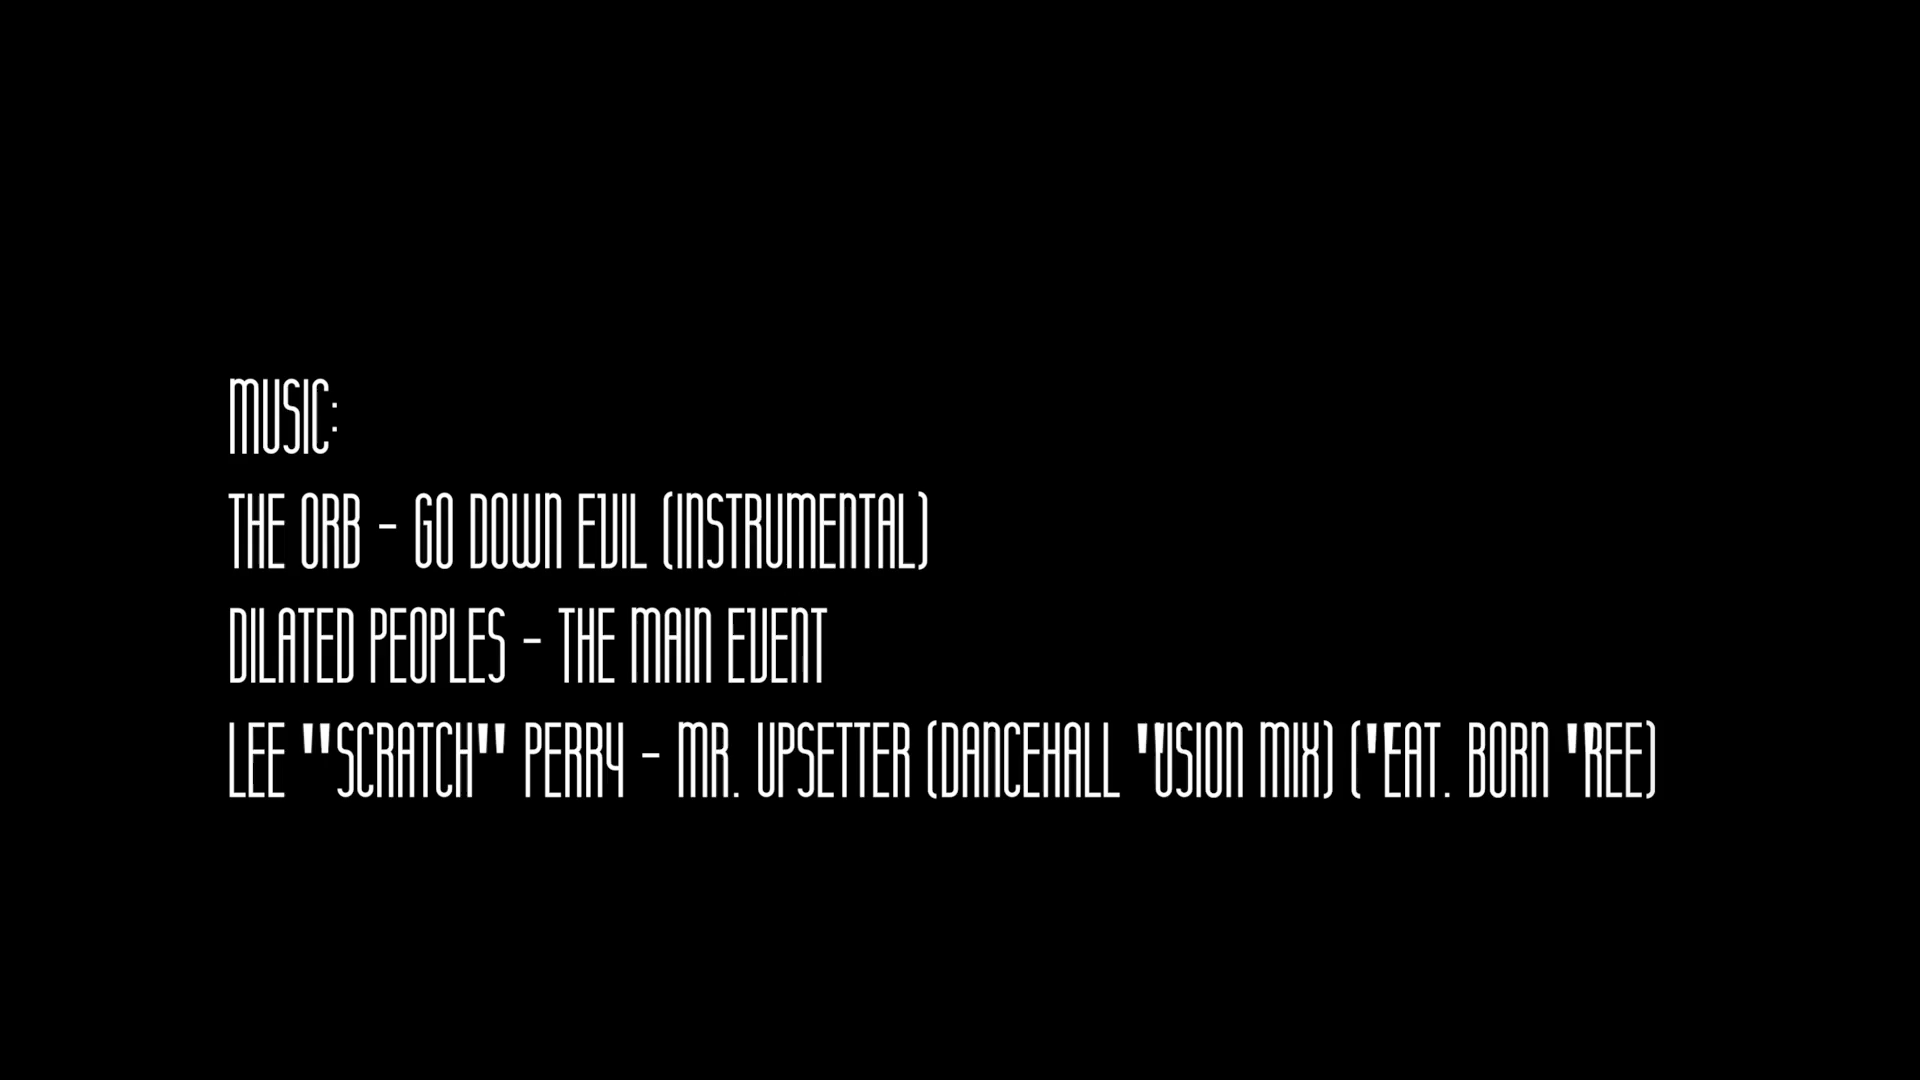 MUSIC:
THE ORB - GO DOWN EVIL (INSTRUMENTAL)
DILATED PEOPLES - THE MAIN EVENT
LEE "SCRATCH" PERRY - MR. UPSETTER (DANCEHALL "USION MIX) ("EAT. BORN "REE)